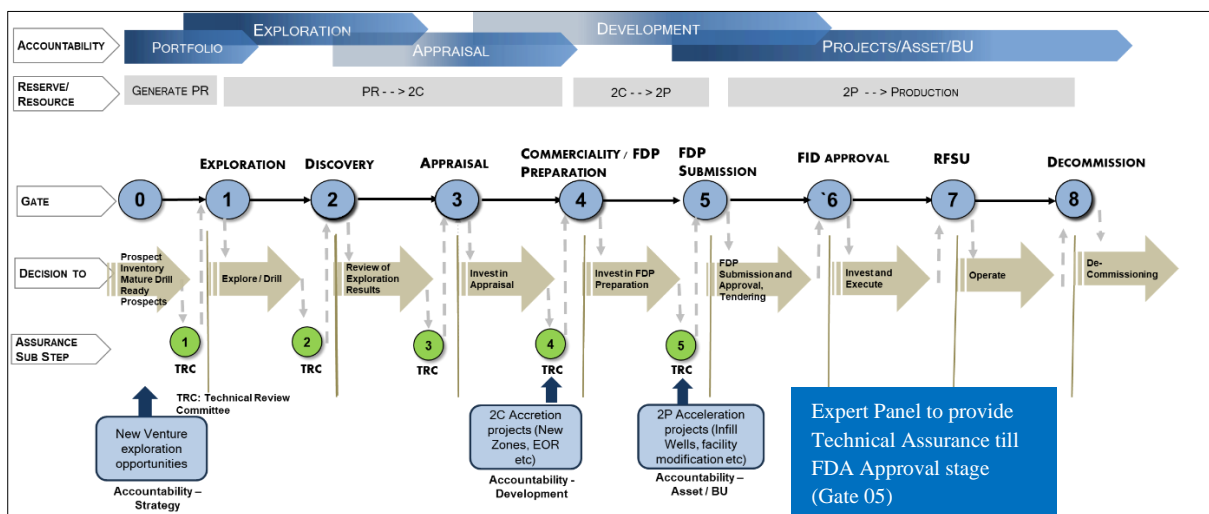 ACCOUNTABILITY
PORTFOLIO
EXPLORATION
APPRAISAL
DEVELOPMENT
PROJECTS/ASSET/BU
RESERVE/
RESOURCE
GENERATE PR
PR - - > 2C
2C - - > 2P
2P - - > PRODUCTION
EXPLORATION
DISCOVERY
APPRAISAL
COMMERCIALITY / FDP
PREPARATION
FDP
SUBMISSION
FID APPROVAL
RFSU
DECOMMISSION
GATE
0
1
2
3
4
5
`6
7
8
DECISION TO
Prospect
Inventory
Mature Drill
Ready
Prospects
Explore / Drill
Review of
Exploration
Results
Invest in
Appraisal
Invest in FDP
Preparation
FDP
Submission and
Approval,
Tendering
Invest and
Execute
Operate
De-
Commissioning
ASSURANCE
SUB STEP
1
2
3
4
5
TRC
TRC
TRC
TRC
TRC
TRC: Technical Review
Committee
New Venture
exploration
opportunities
Accountability –
Strategy
2C Accretion
projects (New
Zones, EOR
etc)
Accountability -
Development
2P Acceleration
projects (Infill
Wells, facility
modification etc)
Accountability –
Asset / BU
Expert Panel to provide
Technical Assurance till
FDA Approval stage
(Gate 05)